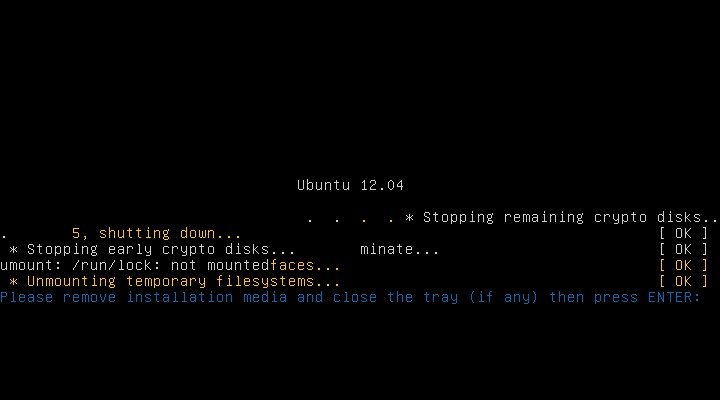 Ubuntu 12.04
. . . . * Stopping remaining crypto disks..
. 5, shutting down... [ OK ]
* Stopping early crypto disks... minate... [ OK ]
umount: /run/lock: not mountedfaces... [ OK ]
* Unmounting temporary filesystems... [ OK ]
Please remove installation media and close the tray (if any) then press ENTER: